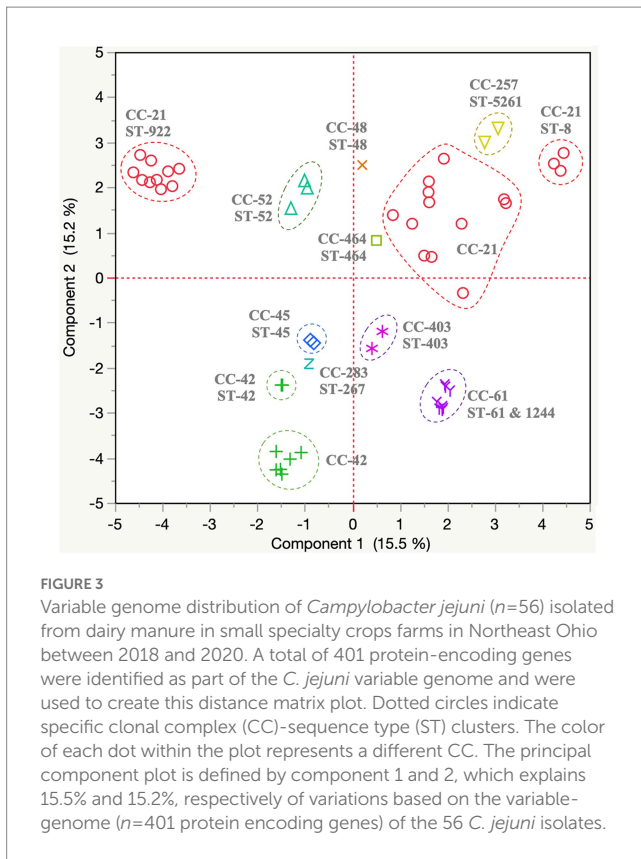 5
4
3
2
1
0
-1
-2
-3
-4
-5
Component 2 (15.2 %)
CC-21
ST-922
CC-52
ST-52
CC-48
ST-48
CC-257
ST-5261
CC-21
ST-8
CC-464
ST-464
CC-21
CC-45
ST-45
CC-403
ST-403
CC-283
ST-267
CC-42
ST-42
CC-61
ST-61 & 1244
CC-42
-5 -4 -3 -2 -1 0 1 2 3 4 5
Component 1 (15.5 %)
FIGURE 3
Variable genome distribution of Campylobacter jejuni (n=56) isolated
from dairy manure in small specialty crops farms in Northeast Ohio
between 2018 and 2020. A total of 401 protein-encoding genes
were identified as part of the C. jejuni variable genome and were
used to create this distance matrix plot. Dotted circles indicate
specific clonal complex (CC)-sequence type (ST) clusters. The color
of each dot within the plot represents a different CC. The principal
component plot is defined by component 1 and 2, which explains
15.5% and 15.2%, respectively of variations based on the variable-
genome (n=401 protein encoding genes) of the 56 C. jejuni isolates.